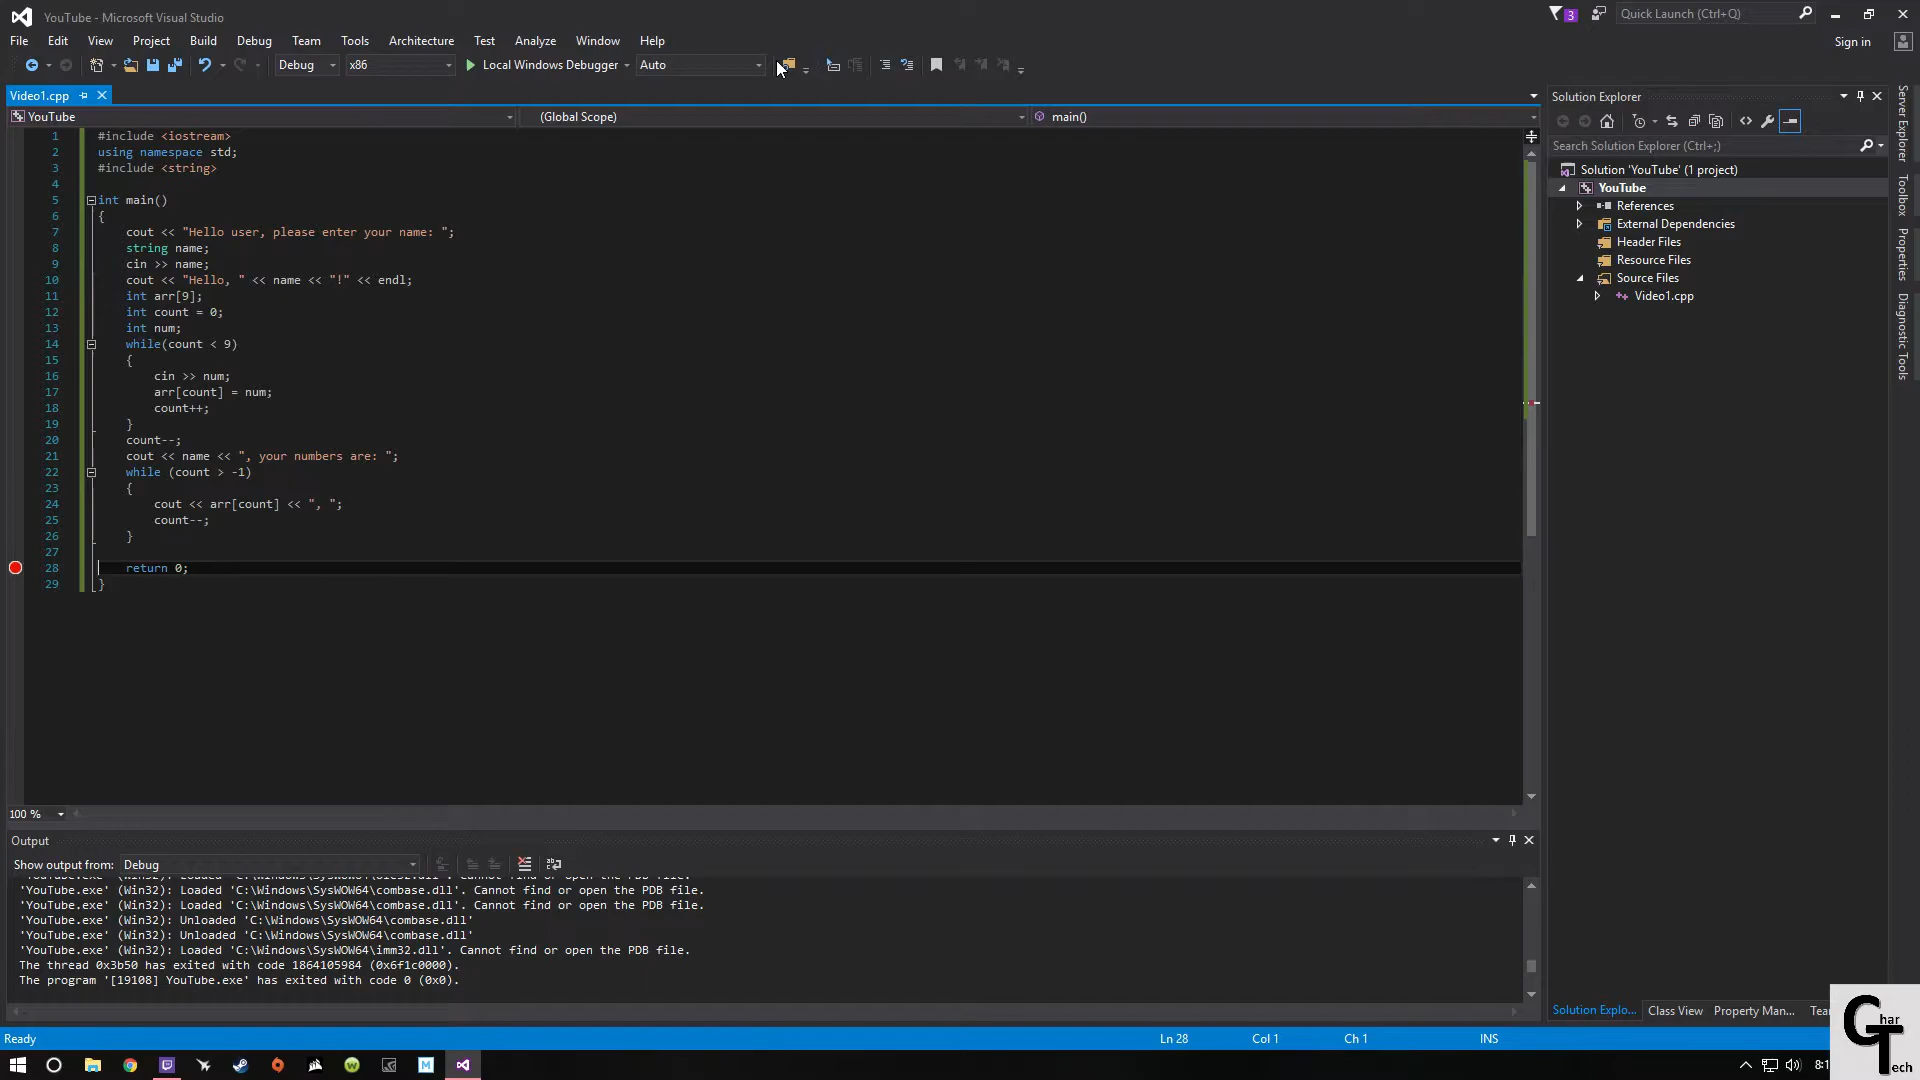 YouTube - Microsoft Visual Studio
3
Quick Launch (Ctrl+Q)
File Edit View Project Build Debug Team Tools Architecture Test Analyze Window Help
Sign in
Debug x86 Local Windows Debugger Auto
Video1.cpp
YouTube (Global Scope) main()
1 #include <iostream>
2 using namespace std;
3 #include <string>
4
5 int main()
6 {
7 cout << "Hello user, please enter your name: ";
8 string name;
9 cin >> name;
10 cout << "Hello, " << name << "!" << endl;
11 int arr[9];
12 int count = 0;
13 int num;
14 while(count < 9)
15 {
16 cin >> num;
17 arr[count] = num;
18 count++;
19 }
20 count--;
21 cout << name << ", your numbers are: ";
22 while (count > -1)
23 {
24 cout << arr[count] << ", ";
25 count--;
26 }
27
28 return 0;
29 }
100 %
Output
Show output from: Debug
'YouTube.exe' (Win32): Loaded 'C:\Windows\SysWOW64\combase.dll'. Cannot find or open the PDB file.
'YouTube.exe' (Win32): Loaded 'C:\Windows\SysWOW64\combase.dll'. Cannot find or open the PDB file.
'YouTube.exe' (Win32): Unloaded 'C:\Windows\SysWOW64\combase.dll'
'YouTube.exe' (Win32): Unloaded 'C:\Windows\SysWOW64\combase.dll'
'YouTube.exe' (Win32): Loaded 'C:\Windows\SysWOW64\imm32.dll'. Cannot find or open the PDB file.
The thread 0x3b50 has exited with code 1864105984 (0x6f1c0000).
The program '[19108] YouTube.exe' has exited with code 0 (0x0).
Solution Explorer
Search Solution Explorer (Ctrl+;)
Solution 'YouTube' (1 project)
YouTube
References
External Dependencies
Header Files
Resource Files
Source Files
Video1.cpp
Server Explorer
Toolbox
Properties
Diagnostic Tools
Solution Explo... Class View Property Man... Tea
Ready Ln 28 Col 1 Ch 1 INS
8:1
Char
Tech